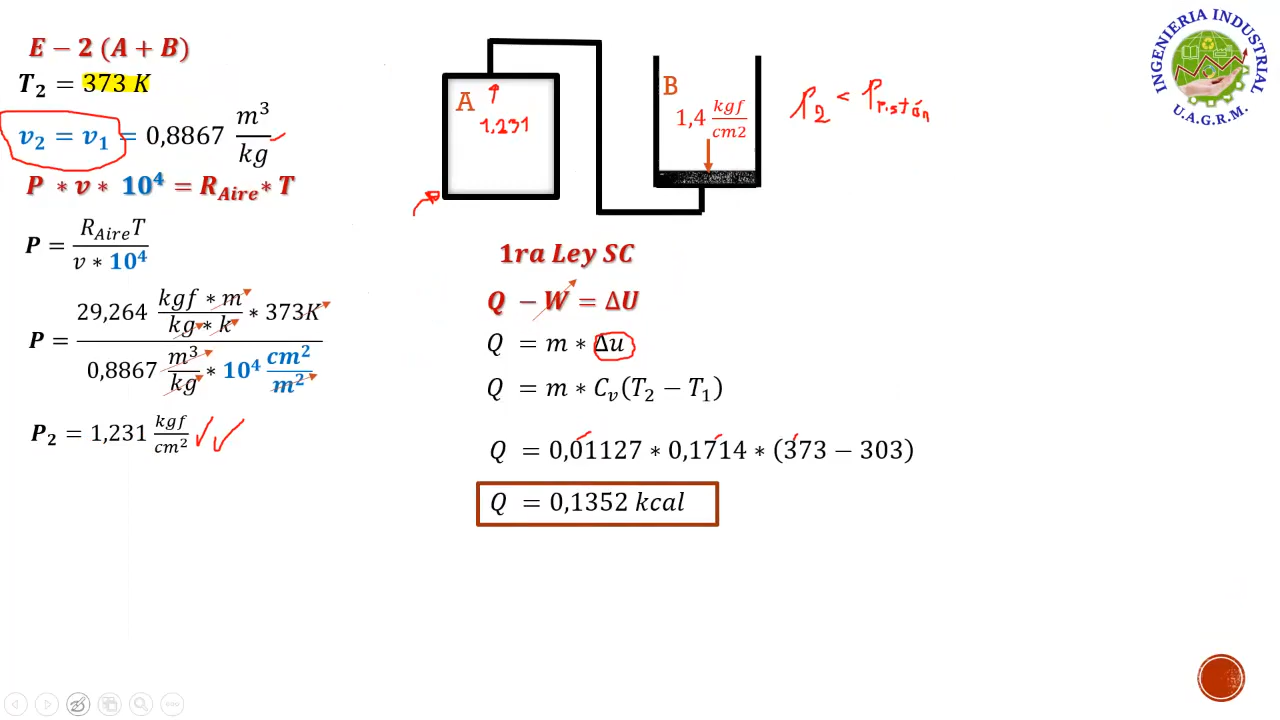 E − 2 (A + B)
T₂ = 373 K
v₂ = v₁ = 0,8867 m³/kg
P * v * 10⁴ = R_Aire * T
P = R_Aire T / v * 10⁴
P = 29,264 kgf * m / kg * k * 373K / 0,8867 m³/kg * 10⁴ cm²/m²
P₂ = 1,231 kgf/cm²
A
1,231
B
1,4 kgf/cm2
P₂ < Ppistón
1ra Ley SC
Q − W = ΔU
Q = m * Δu
Q = m * Cᵥ(T₂ − T₁)
Q = 0,01127 * 0,1714 * (373 − 303)
Q = 0,1352 kcal
INGENIERIA INDUSTRIAL
U.A.G.R.M.